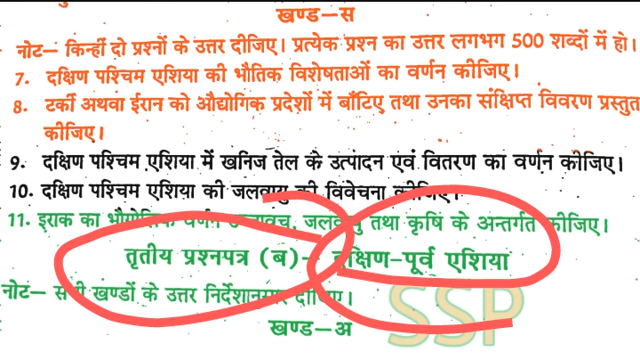 खण्ड–स
नोट– किन्हीं दो प्रश्नों के उत्तर दीजिए। प्रत्येक प्रश्न का उत्तर लगभग 500 शब्दों में हो।
7. दक्षिण पश्चिम एशिया की भौतिक विशेषताओं का वर्णन कीजिए।
8. टर्की अथवा ईरान को औद्योगिक प्रदेशों में बाँटिए तथा उनका संक्षिप्त विवरण प्रस्तुत
कीजिए।
9. दक्षिण पश्चिम एशिया में खनिज तेल के उत्पादन एवं वितरण का वर्णन कीजिए।
10. दक्षिण पश्चिम एशिया की जलवायु की विवेचना कीजिए।
11. इराक का भौगोलिक वर्णन जलवायु तथा कृषि के अन्तर्गत कीजिए।
तृतीय प्रश्नपत्र (ब)– दक्षिण–पूर्व एशिया
नोट– सभी खण्डों के उत्तर निर्देशानुसार दीजिए।
SSP
खण्ड–अ